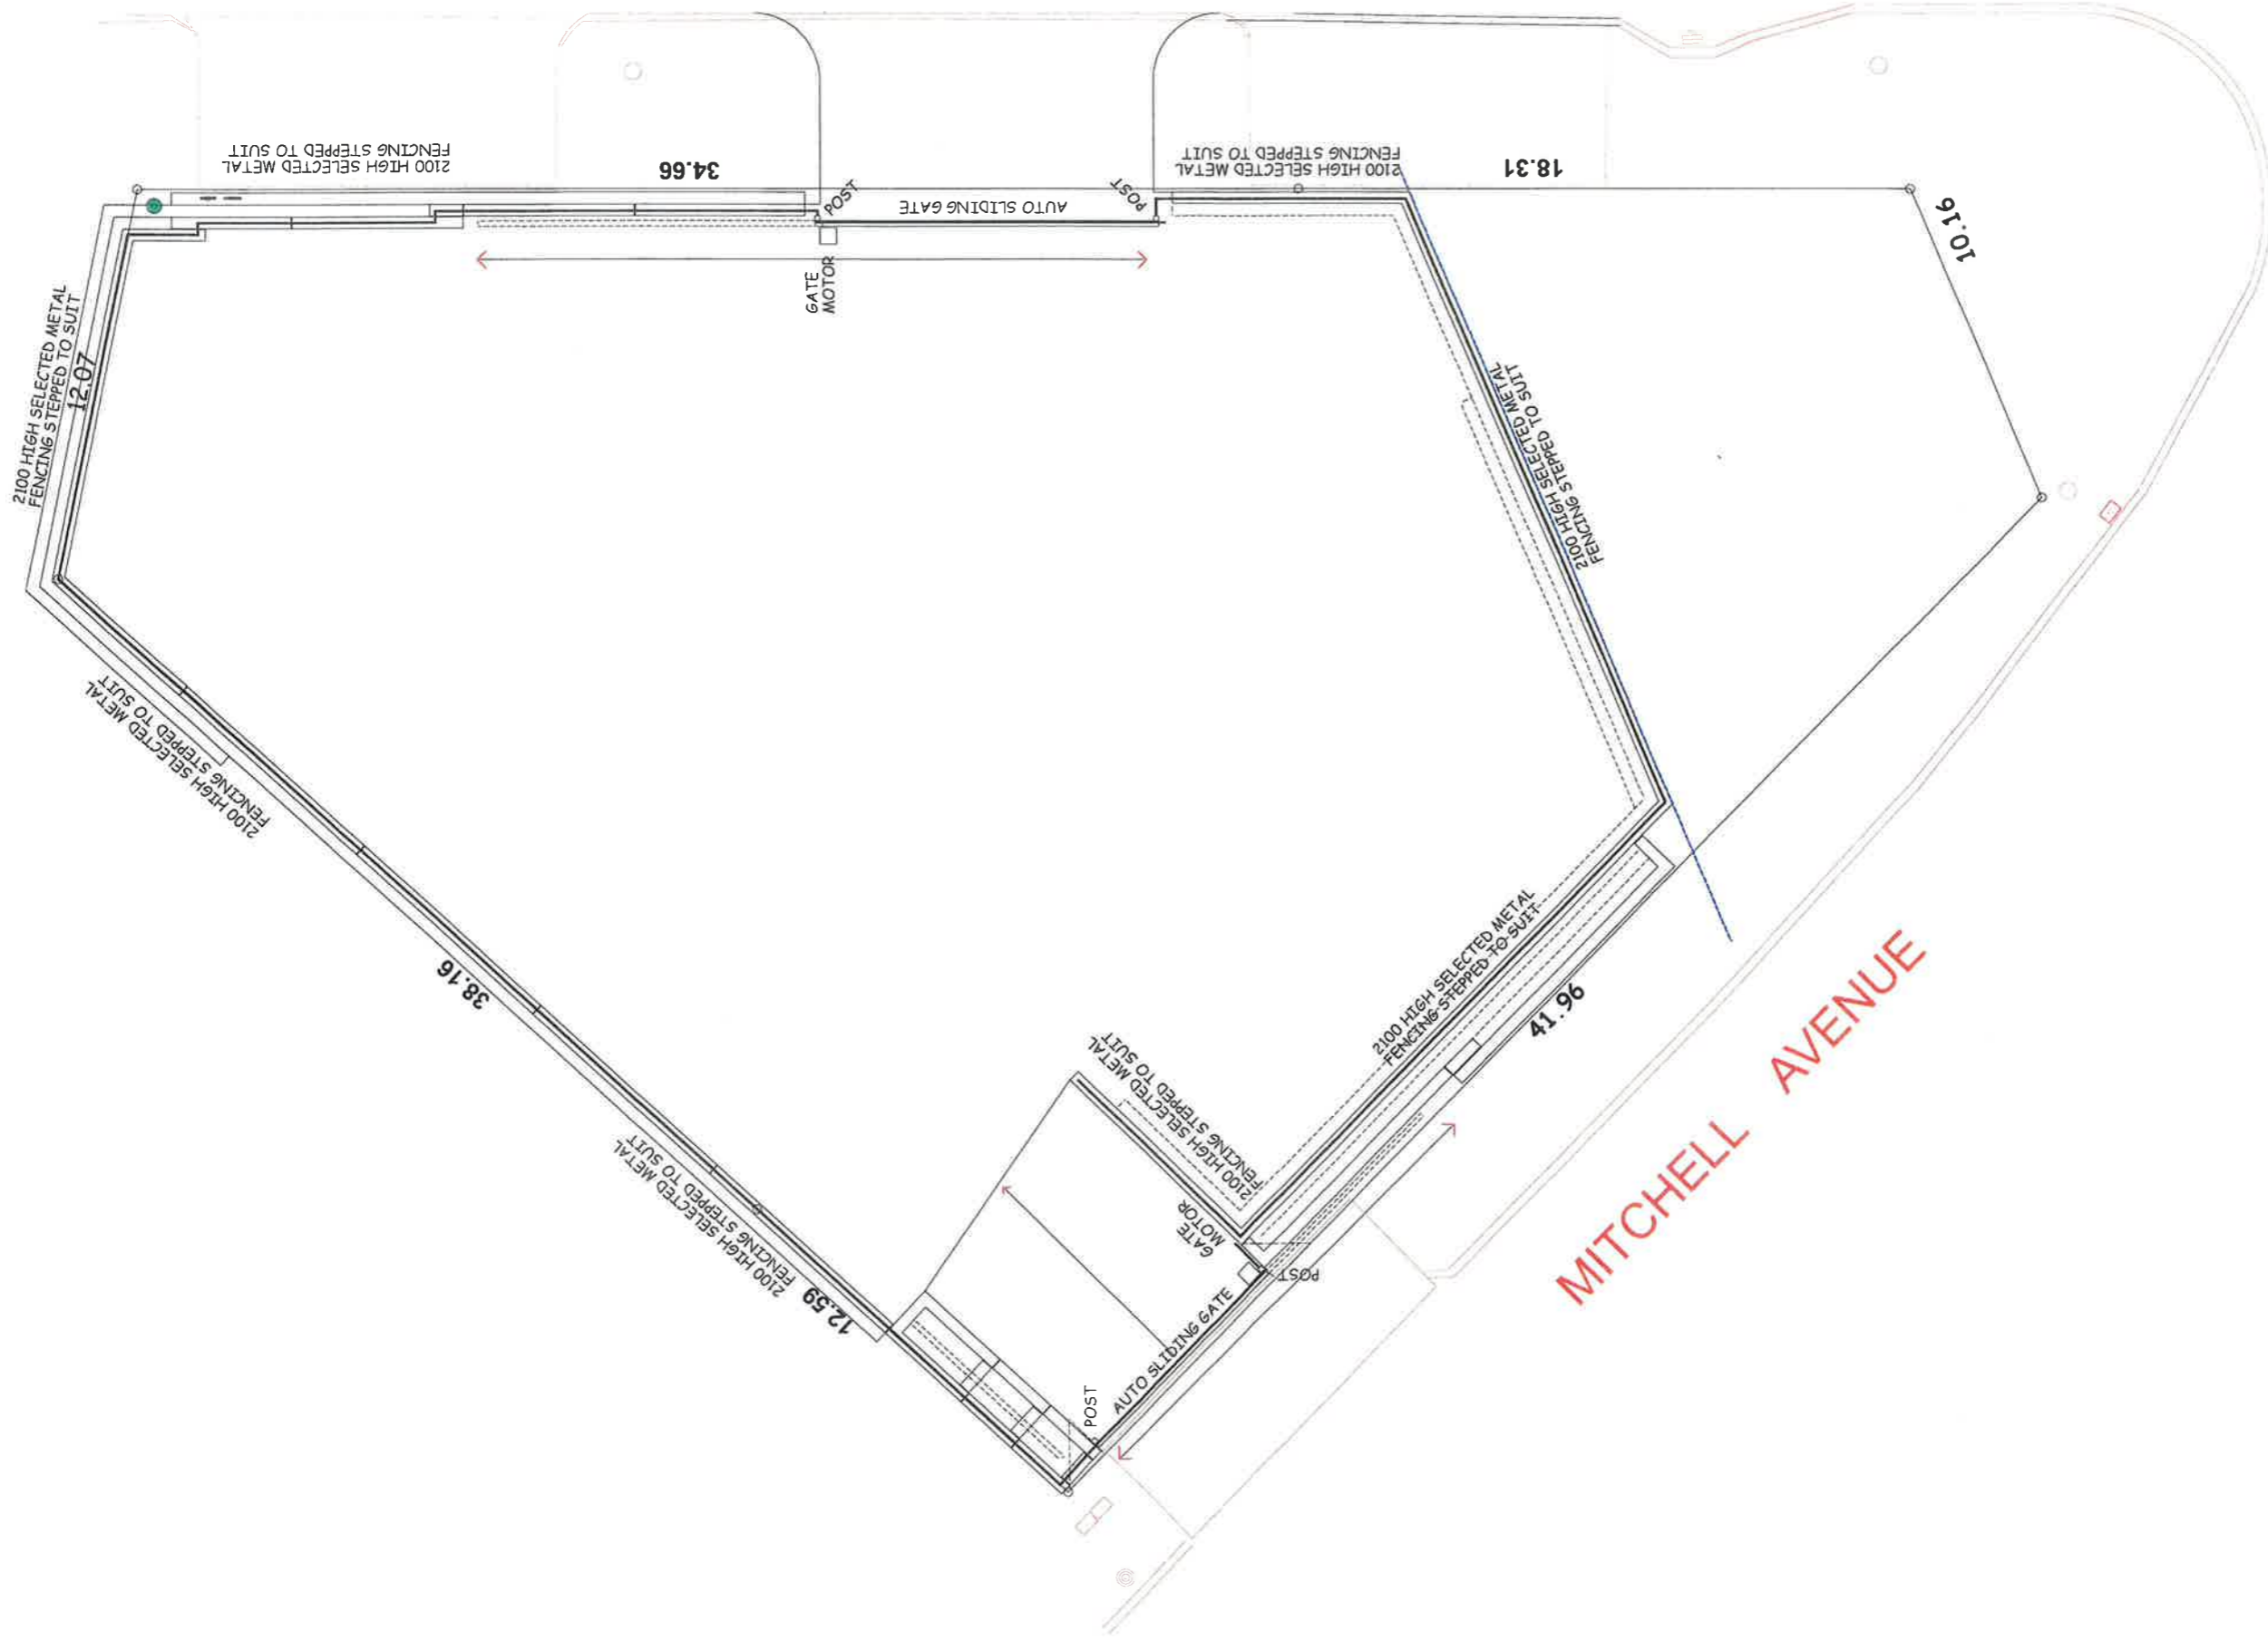 2100 HIGH SELECTED METAL
FENCING STEPPED TO SUIT
34.66
2100 HIGH SELECTED METAL
FENCING STEPPED TO SUIT
18.31
10.16
POST
AUTO SLIDING GATE
POST
GATE
MOTOR
2100 HIGH SELECTED METAL
FENCING STEPPED TO SUIT
12.07
2100 HIGH SELECTED METAL
FENCING STEPPED TO SUIT
2100 HIGH SELECTED METAL
FENCING STEPPED TO SUIT
38.16
2100 HIGH SELECTED METAL
FENCING STEPPED TO SUIT
41.96
2100 HIGH SELECTED METAL
FENCING STEPPED TO SUIT
2100 HIGH SELECTED METAL
FENCING STEPPED TO SUIT
12.59
GATE
MOTOR
POST
AUTO SLIDING GATE
POST
MITCHELL AVENUE